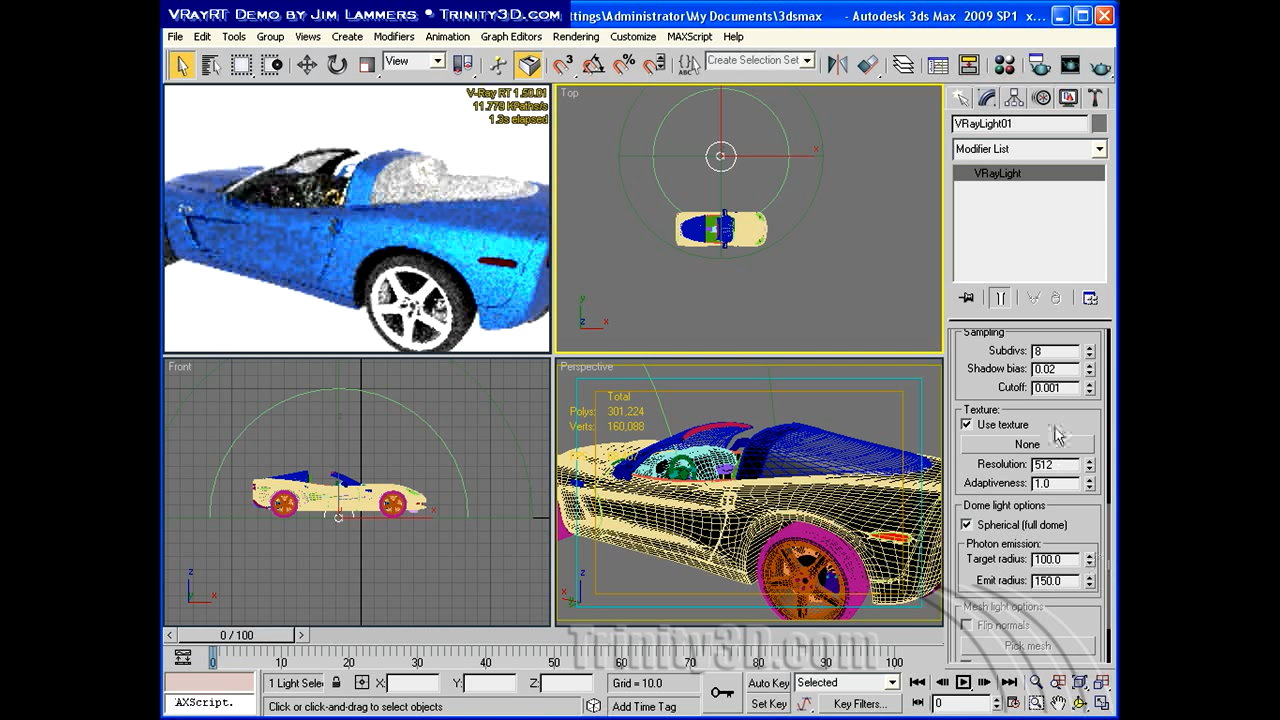 VRayRT Demo by Jim Lammers • Trinity3D.com
ttings\Administrator\My Documents\3dsmax - Autodesk 3ds Max 2009 SP1 x...
File Edit Tools Group Views Create Modifiers Animation Graph Editors Rendering Customize MAXScript Help
View
Create Selection Set
V-Ray RT 1.50.01
11.779 KPaths/s
1.3s elapsed
Top
x
y
z x
VRayLight01
Modifier List
VRayLight
Sampling
Subdivs: 8
Shadow bias: 0.02
Cutoff: 0.001
Texture:
Use texture
None
Resolution: 512
Adaptiveness: 1.0
Dome light options
Spherical (full dome)
Photon emission:
Target radius: 100.0
Emit radius: 150.0
Mesh light options
Flip normals
Pick mesh
Front
x
z
x
Perspective
Total
Polys: 301,224
Verts: 160,088
z
x
Trinity3D.com
< 0 / 100 >
0 10 20 30 40 50 60 70 80 90 100
1 Light Sele X: Y: Z: Grid = 10.0
Auto Key Selected
AXScript. Click or click-and-drag to select objects Add Time Tag
Set Key Key Filters... 0